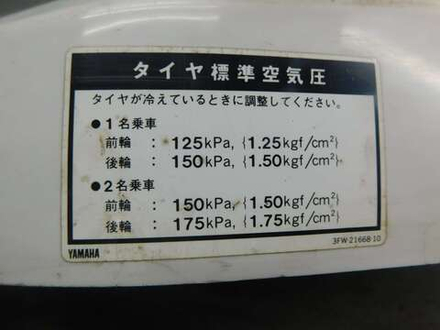 タイヤ標準空気圧
タイヤが冷えているときに調整してください。
●1名乗車
前輪 : 125kPa, {1.25kgf/cm²}
後輪 : 150kPa, {1.50kgf/cm²}
●2名乗車
前輪 : 150kPa, {1.50kgf/cm²}
後輪 : 175kPa, {1.75kgf/cm²}
3FW-21668-10
YAMAHA